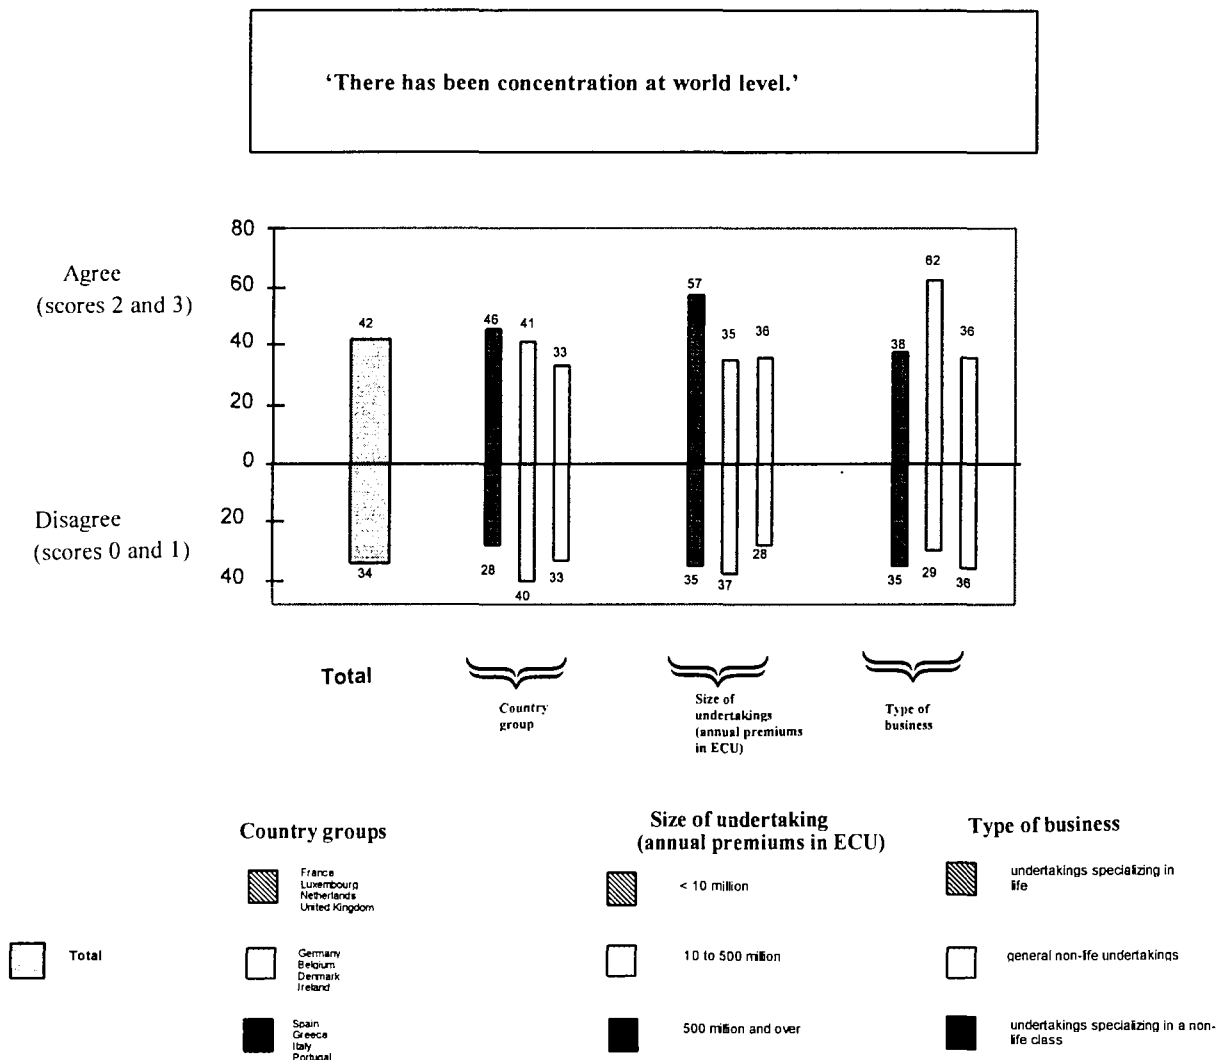 ‘There has been concentration at world level.’
80
Agree
(scores 2 and 3)
60
40
20
0
Disagree
(scores 0 and 1)
20
40
42
34
46
41
33
28
40
33
57
35
36
35
37
28
38
62
36
35
29
36
Total
Country
group
Size of
undertakings
(annual premiums
in ECU)
Type of
business
Country groups
France
Luxembourg
Netherlands
United Kingdom
Total
Germany
Belgium
Denmark
Ireland
Spain
Greece
Italy
Portugal
Size of undertaking
(annual premiums in ECU)
< 10 million
10 to 500 million
500 million and over
Type of business
undertakings specializing in
life
general non-life undertakings
undertakings specializing in a non-
life class